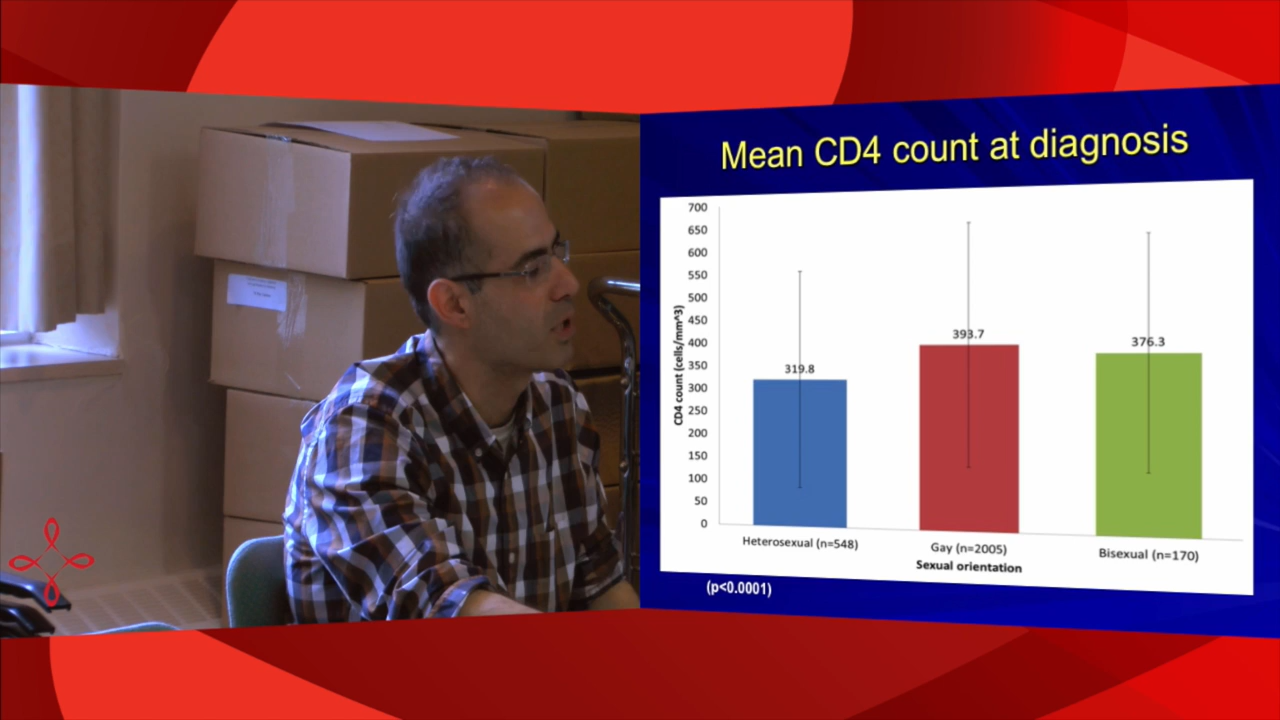 Mean CD4 count at diagnosis
700
650
600
550
500
450
400
350
300
250
200
150
100
50
0
CD4 count (cells/mm^3)
319.8
393.7
376.3
Heterosexual (n=548)
Gay (n=2005)
Bisexual (n=170)
Sexual orientation
(p<0.0001)